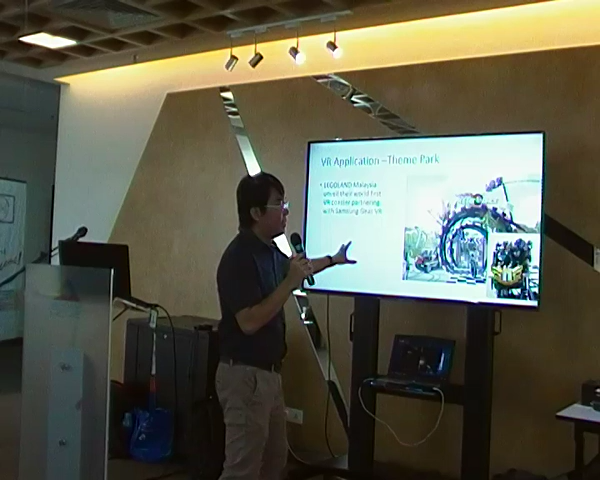 VR Application –Theme Park
• LEGOLAND Malaysia
unveil their world first
VR coaster partnering
with Samsung Gear VR